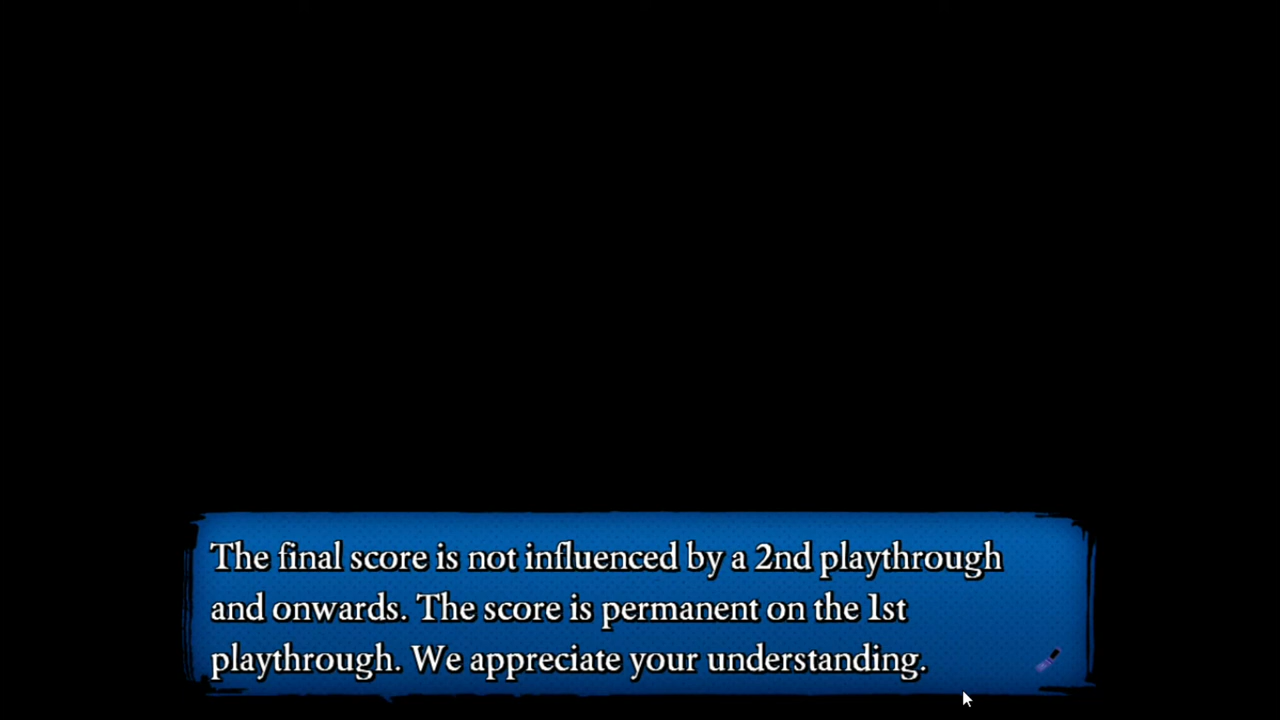 The final score is not influenced by a 2nd playthrough
and onwards. The score is permanent on the 1st
playthrough. We appreciate your understanding.